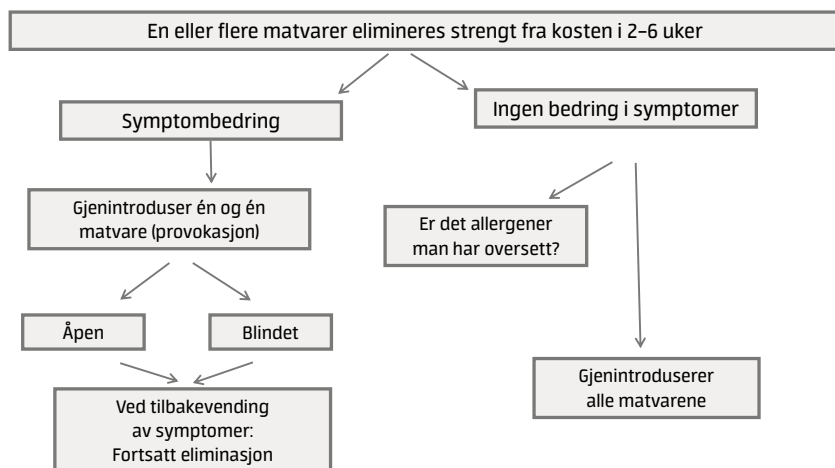 En eller flere matvarer elimineres strengt fra kosten i 2–6 uker
Symptombedring
Ingen bedring i symptomer
Gjenintroduser én og én
matvare (provokasjon)
Er det allergener
man har oversett?
Åpen
Blindet
Gjenintroduserer
alle matvarene
Ved tilbakevending
av symptomer:
Fortsatt eliminasjon